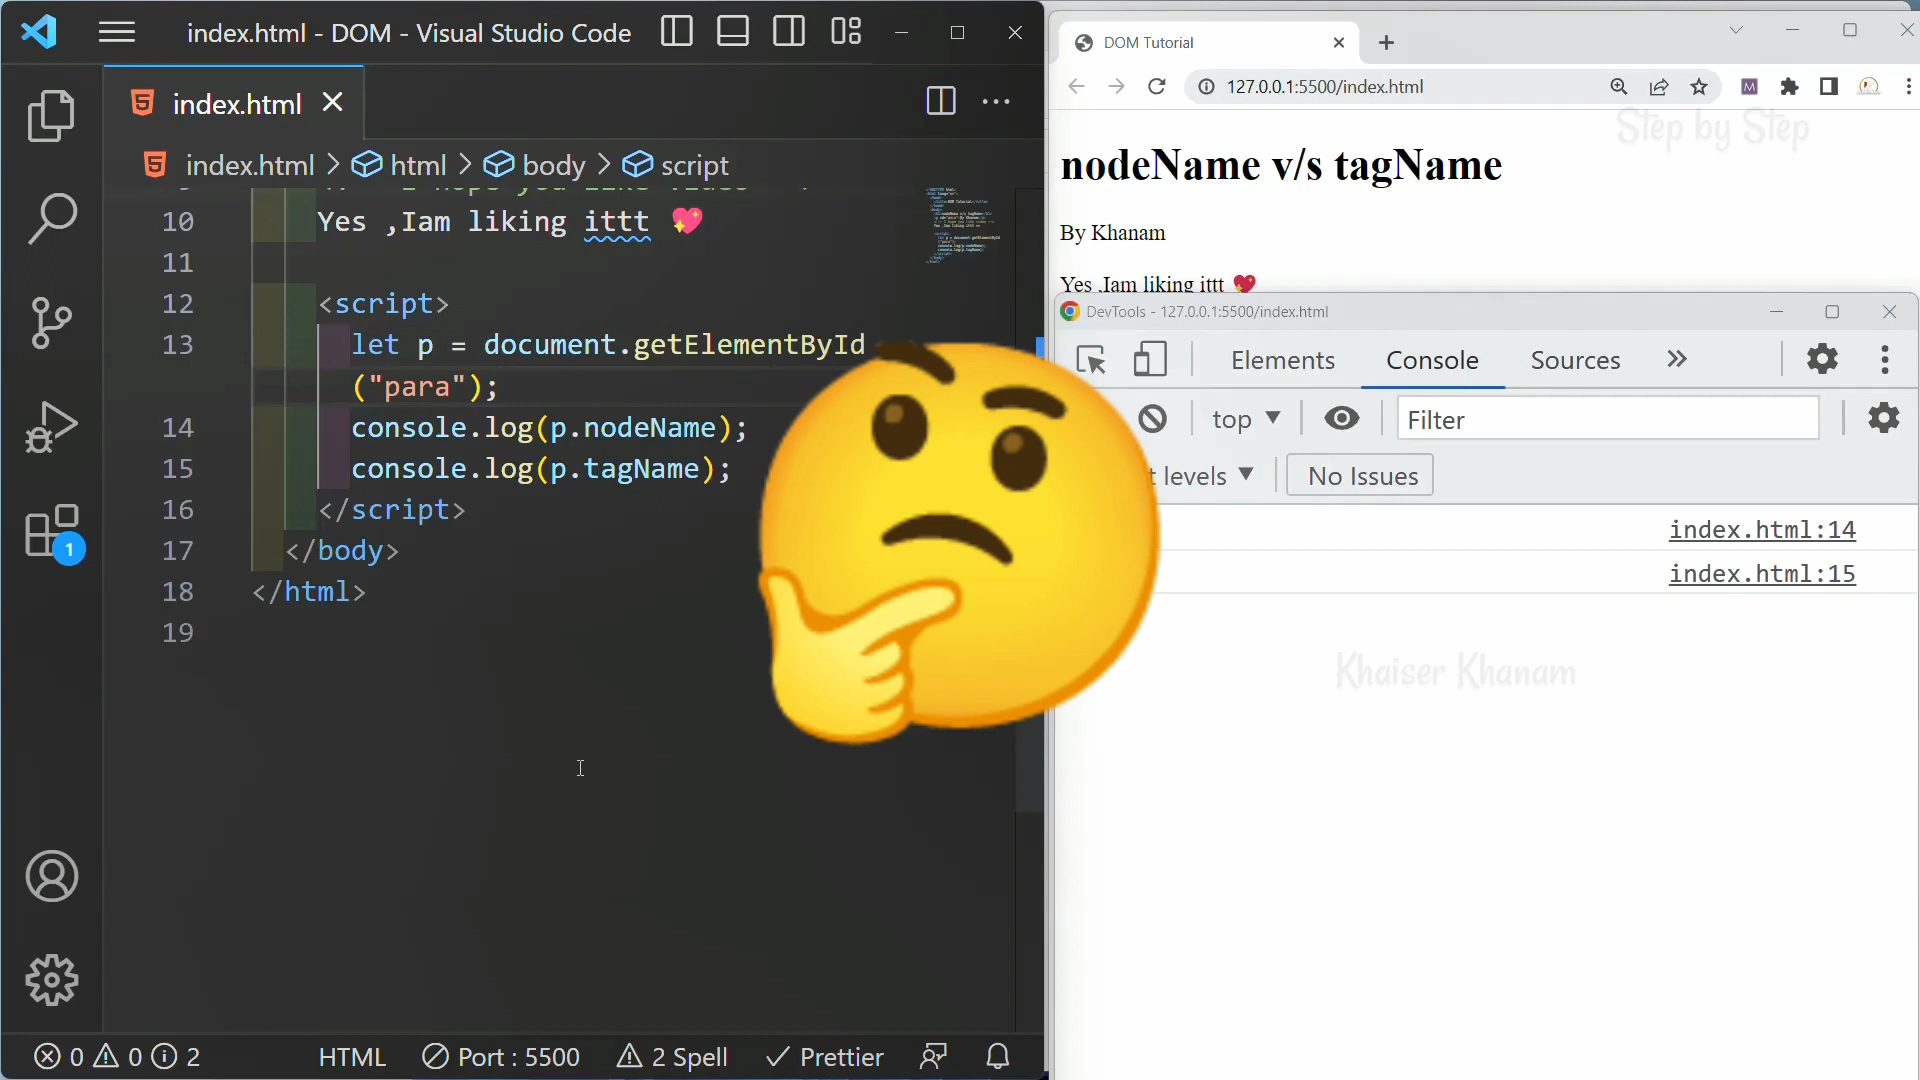 index.html - DOM - Visual Studio Code
index.html
index.html > html > body > script
10 Yes ,Iam liking ittt 💖
11
12 <script>
13 let p = document.getElementById
("para");
14 console.log(p.nodeName);
15 console.log(p.tagName);
16 </script>
17 </body>
18 </html>
19
1
0 0 2 HTML Port : 5500 2 Spell Prettier
DOM Tutorial
127.0.0.1:5500/index.html
Step by Step
nodeName v/s tagName
By Khanam
Yes ,Iam liking ittt 💖
DevTools - 127.0.0.1:5500/index.html
Elements Console Sources
top Filter
levels No Issues
index.html:14
index.html:15
Khaiser Khanam